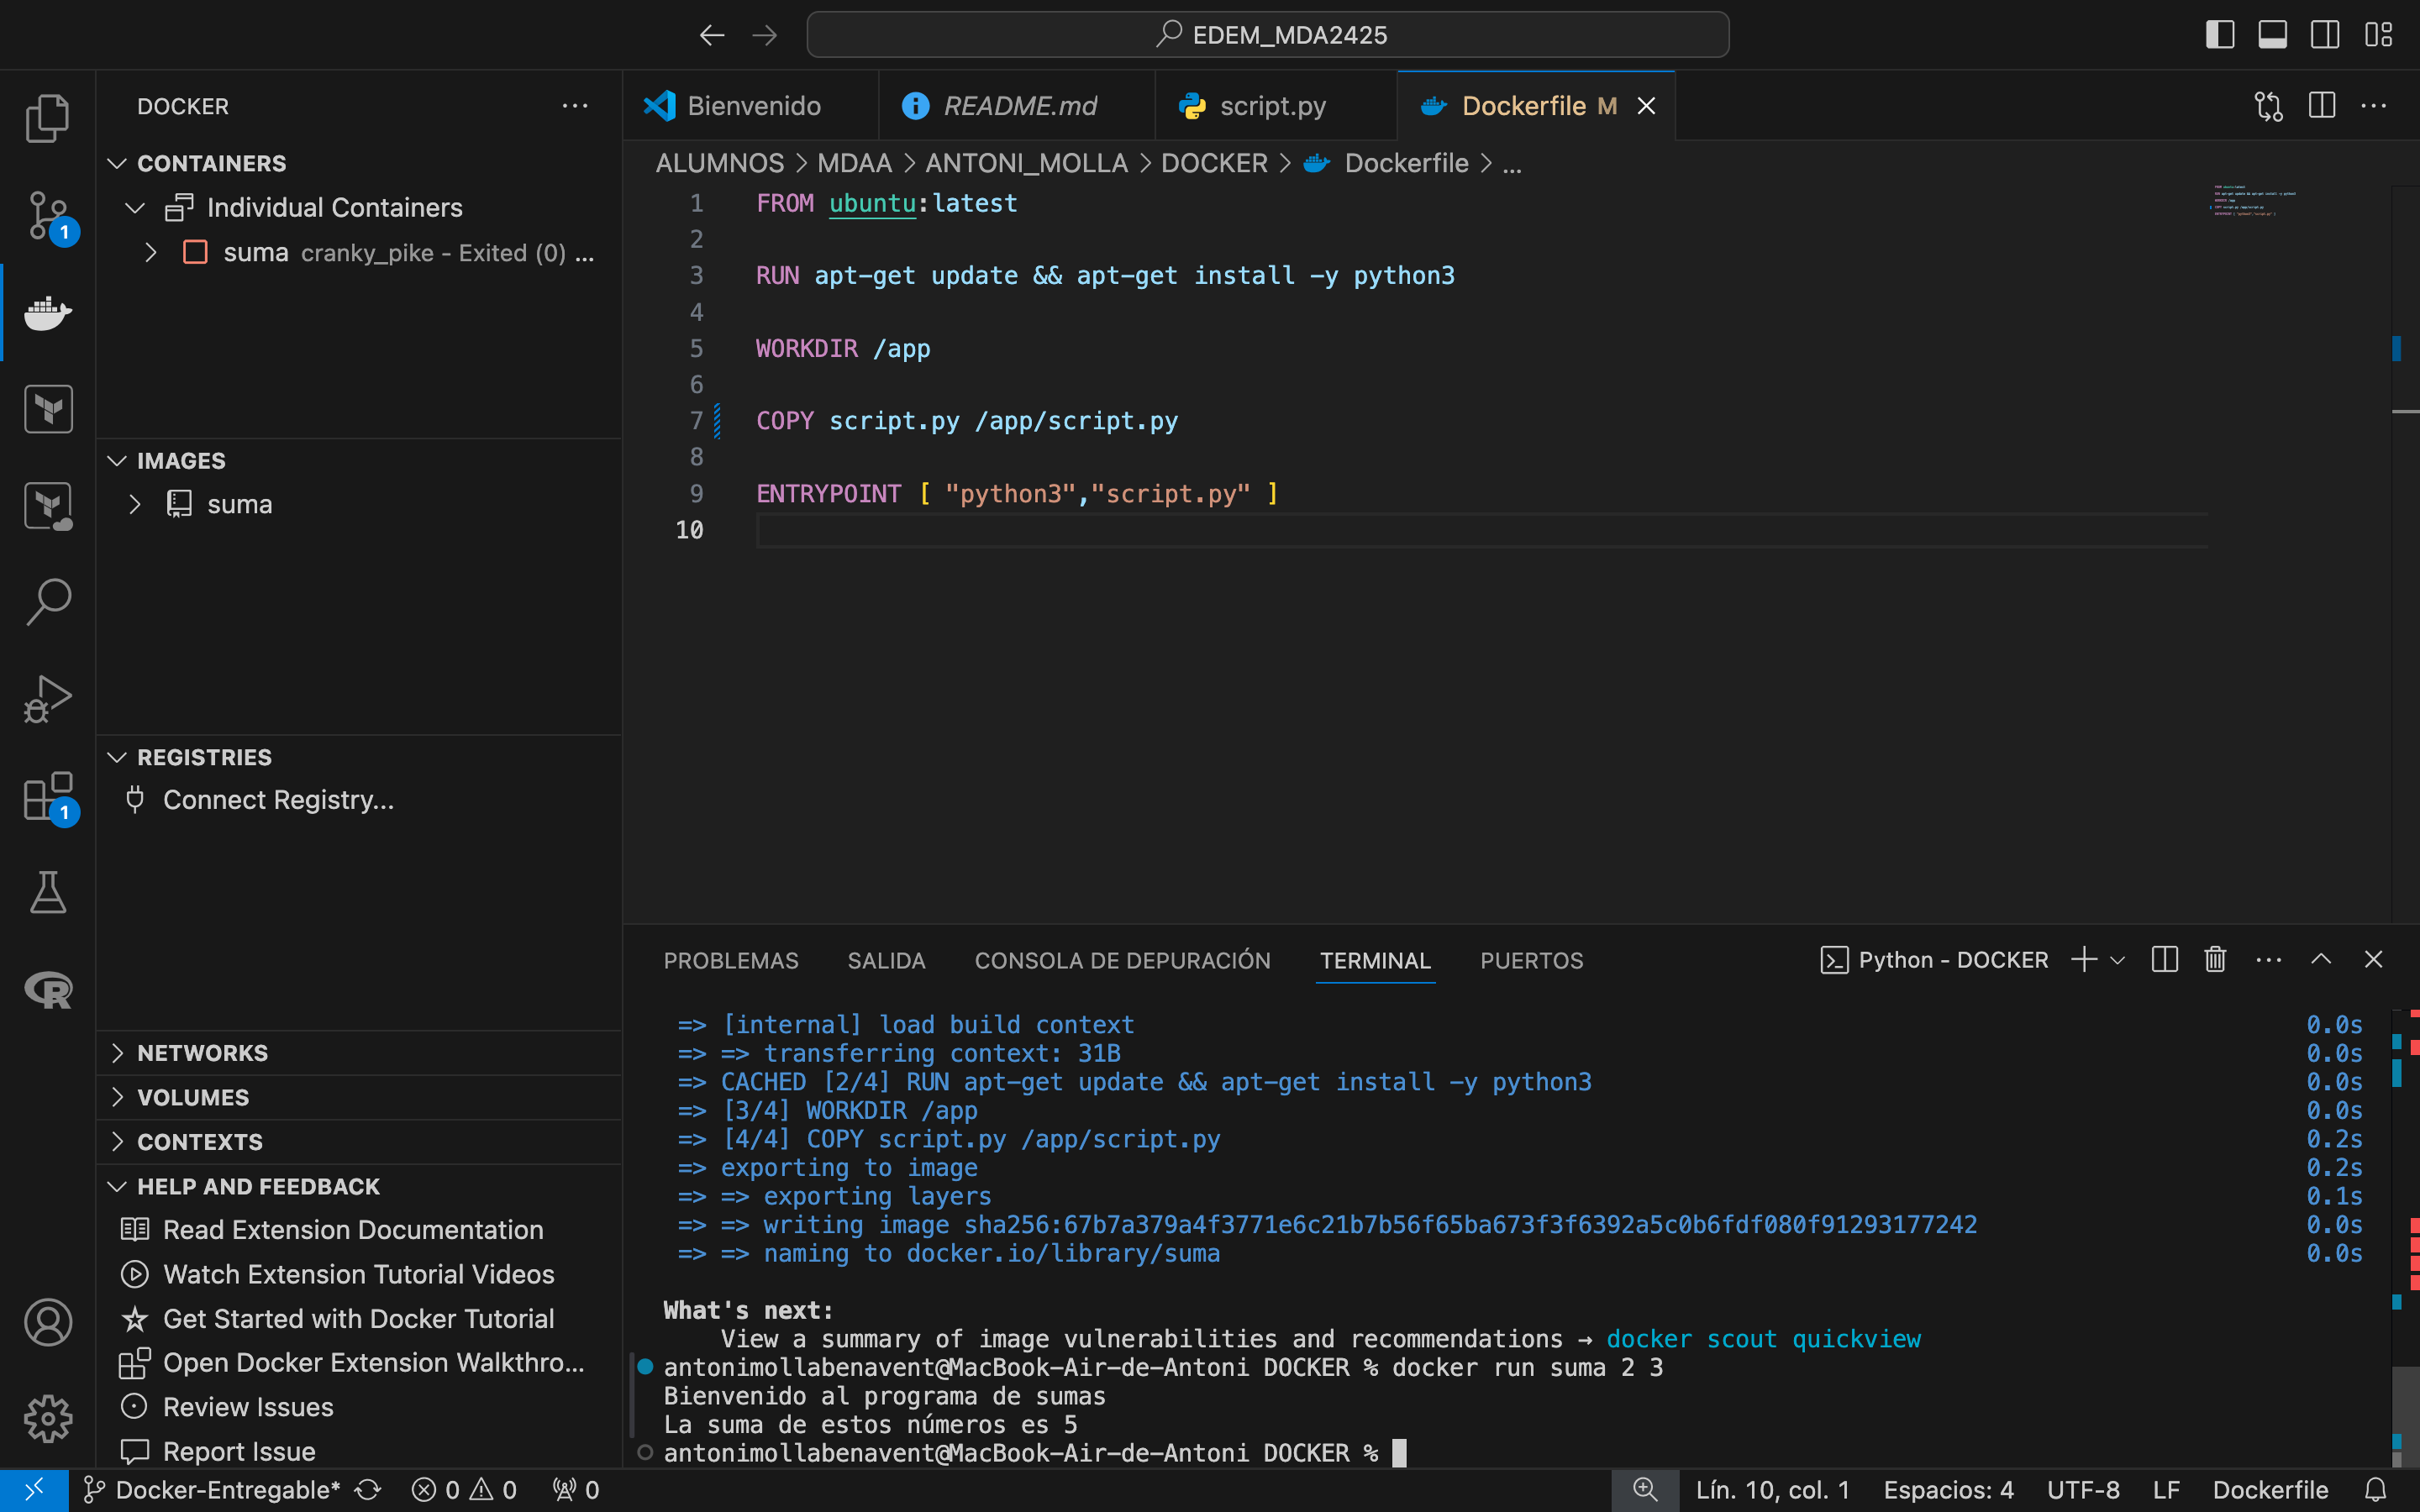 EDEM_MDA2425
DOCKER
CONTAINERS
Individual Containers
suma cranky_pike - Exited (0) ...
IMAGES
suma
REGISTRIES
Connect Registry...
NETWORKS
VOLUMES
CONTEXTS
HELP AND FEEDBACK
Read Extension Documentation
Watch Extension Tutorial Videos
Get Started with Docker Tutorial
Open Docker Extension Walkthro...
Review Issues
Report Issue
1
1
Bienvenido README.md script.py Dockerfile M
ALUMNOS > MDAA > ANTONI_MOLLA > DOCKER > Dockerfile > ...
1 FROM ubuntu:latest
2
3 RUN apt-get update && apt-get install -y python3
4
5 WORKDIR /app
6
7 COPY script.py /app/script.py
8
9 ENTRYPOINT [ "python3","script.py" ]
10
PROBLEMAS SALIDA CONSOLA DE DEPURACIÓN TERMINAL PUERTOS Python - DOCKER
=> [internal] load build context 0.0s
=> => transferring context: 31B 0.0s
=> CACHED [2/4] RUN apt-get update && apt-get install -y python3 0.0s
=> [3/4] WORKDIR /app 0.0s
=> [4/4] COPY script.py /app/script.py 0.2s
=> exporting to image 0.2s
=> => exporting layers 0.1s
=> => writing image sha256:67b7a379a4f3771e6c21b7b56f65ba673f3f6392a5c0b6fdf080f91293177242 0.0s
=> => naming to docker.io/library/suma 0.0s
What's next:
View a summary of image vulnerabilities and recommendations → docker scout quickview
antonimollabenavent@MacBook-Air-de-Antoni DOCKER % docker run suma 2 3
Bienvenido al programa de sumas
La suma de estos números es 5
antonimollabenavent@MacBook-Air-de-Antoni DOCKER %
Docker-Entregable* 0 0 0 Lín. 10, col. 1 Espacios: 4 UTF-8 LF Dockerfile